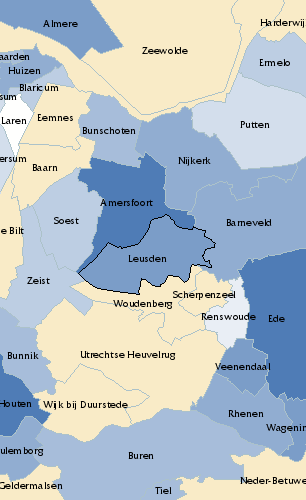 Almere
Harderwij
Zeewolde
aarden
Huizen
Ermelo
Blaricum
sum
Laren
Eemnes
Bunschoten
Putten
ersum
Nijkerk
Baarn
Amersfoort
Soest
Barneveld
e Bilt
Leusden
Zeist
Scherpenzeel
Woudenberg
Renswoude
Ede
Bunnik
Utrechtse Heuvelrug
Veenendaal
Houten
Wijk bij Duurstede
Rhenen
Wagenin
ulemborg
Buren
Geldermalsen
Tiel
Neder-Betuwe